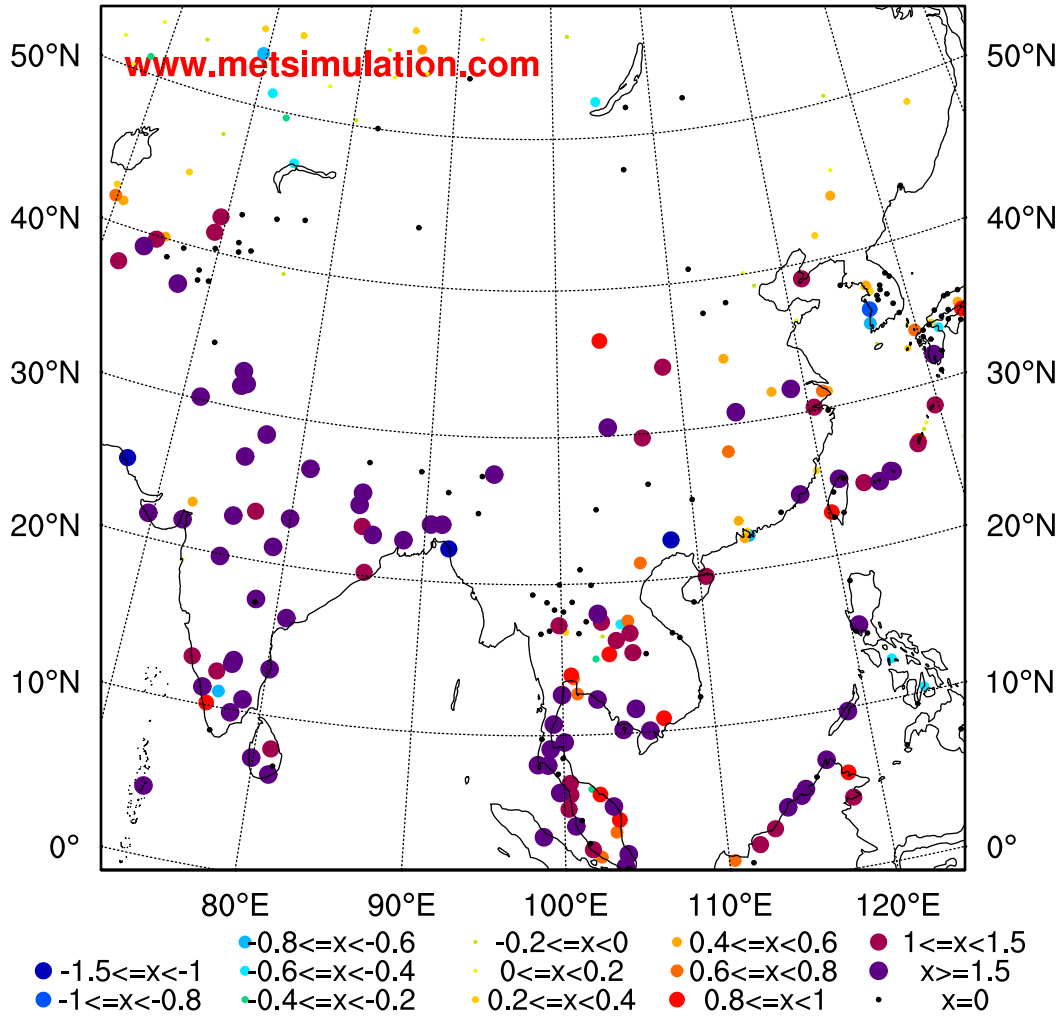 50°N 50°N
www.metsimulation.com
40°N 40°N
30°N 30°N
20°N 20°N
10°N 10°N
0° 0°
80°E 90°E 100°E 110°E 120°E
-0.8<=x<-0.6 -0.2<=x<0 0.4<=x<0.6 1<=x<1.5
-1.5<=x<-1 -0.6<=x<-0.4 0<=x<0.2 0.6<=x<0.8 x>=1.5
-1<=x<-0.8 -0.4<=x<-0.2 0.2<=x<0.4 0.8<=x<1 x=0